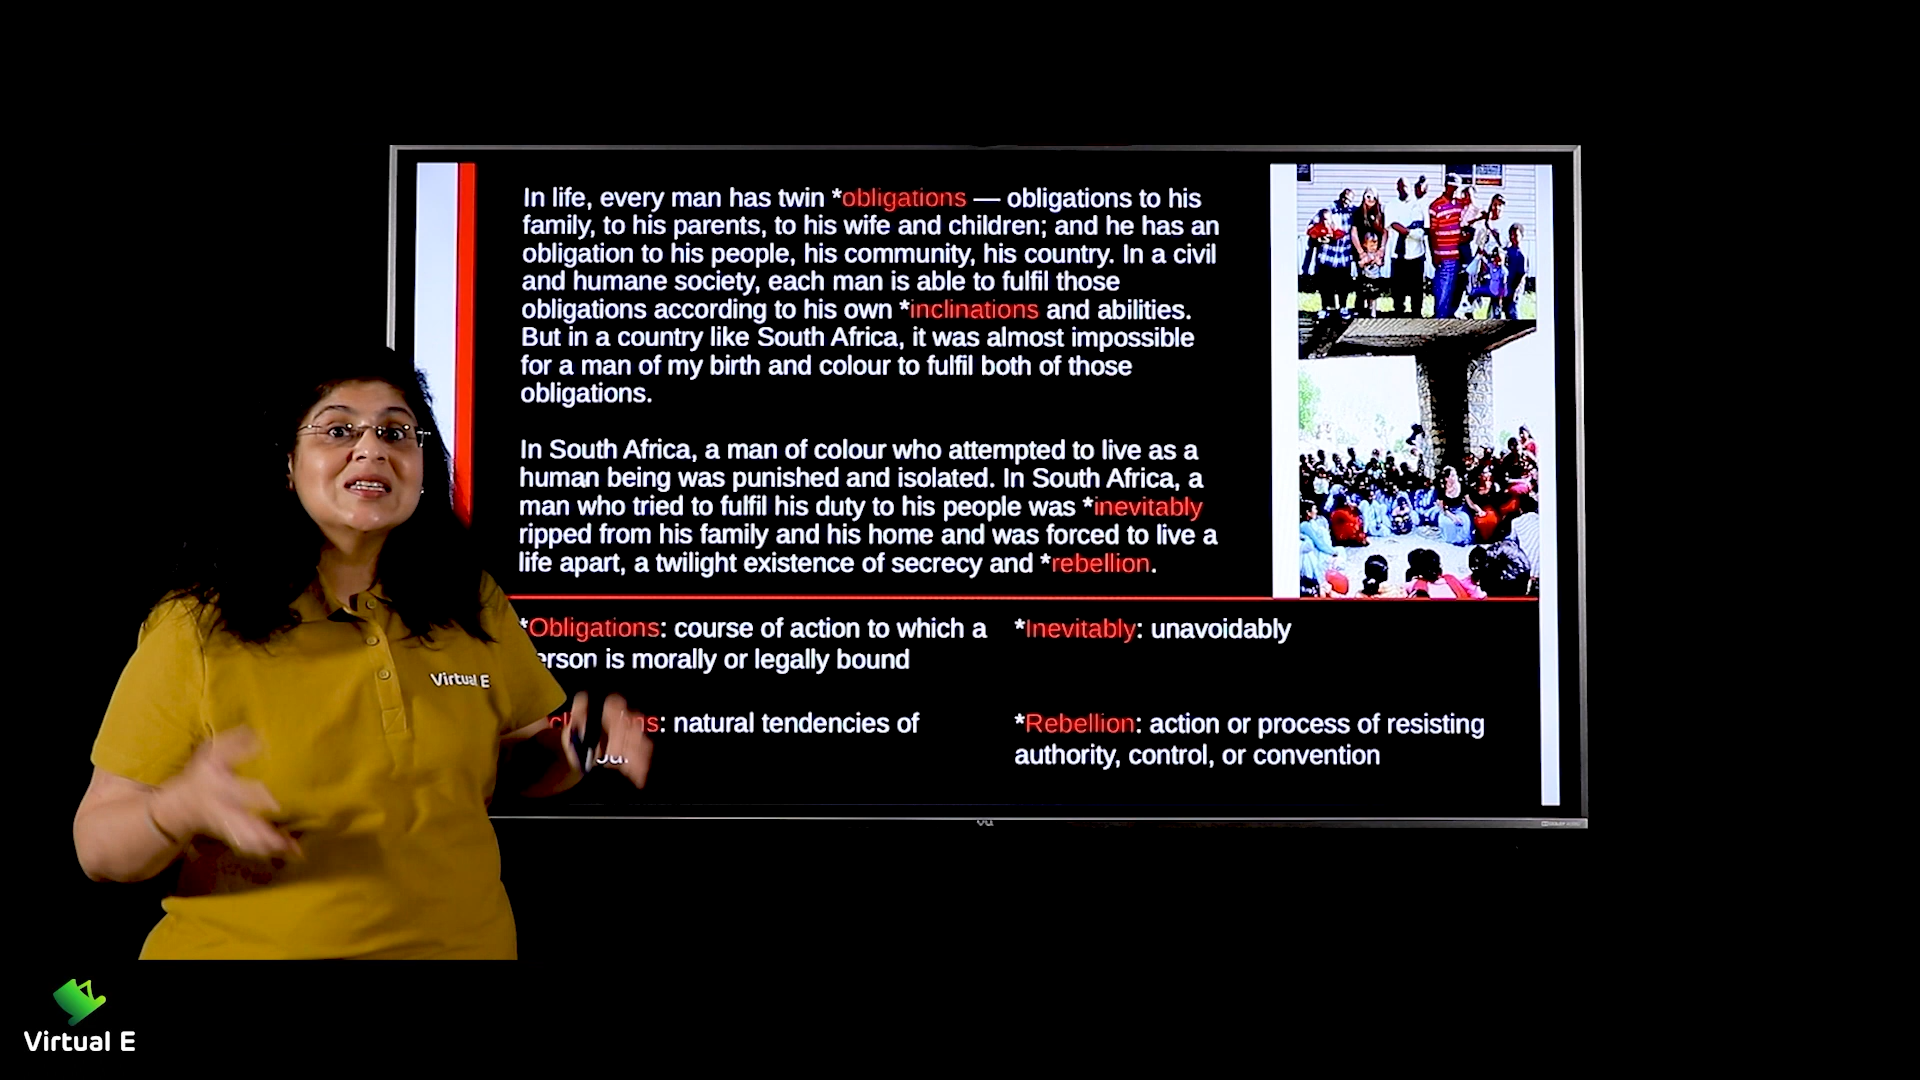 In life, every man has twin *obligations — obligations to his
family, to his parents, to his wife and children; and he has an
obligation to his people, his community, his country. In a civil
and humane society, each man is able to fulfil those
obligations according to his own *inclinations and abilities.
But in a country like South Africa, it was almost impossible
for a man of my birth and colour to fulfil both of those
obligations.
In South Africa, a man of colour who attempted to live as a
human being was punished and isolated. In South Africa, a
man who tried to fulfil his duty to his people was *inevitably
ripped from his family and his home and was forced to live a
life apart, a twilight existence of secrecy and *rebellion.
*Obligations: course of action to which a
erson is morally or legally bound
: natural tendencies of
*Inevitably: unavoidably
*Rebellion: action or process of resisting
authority, control, or convention
Virtual E
Virtual E